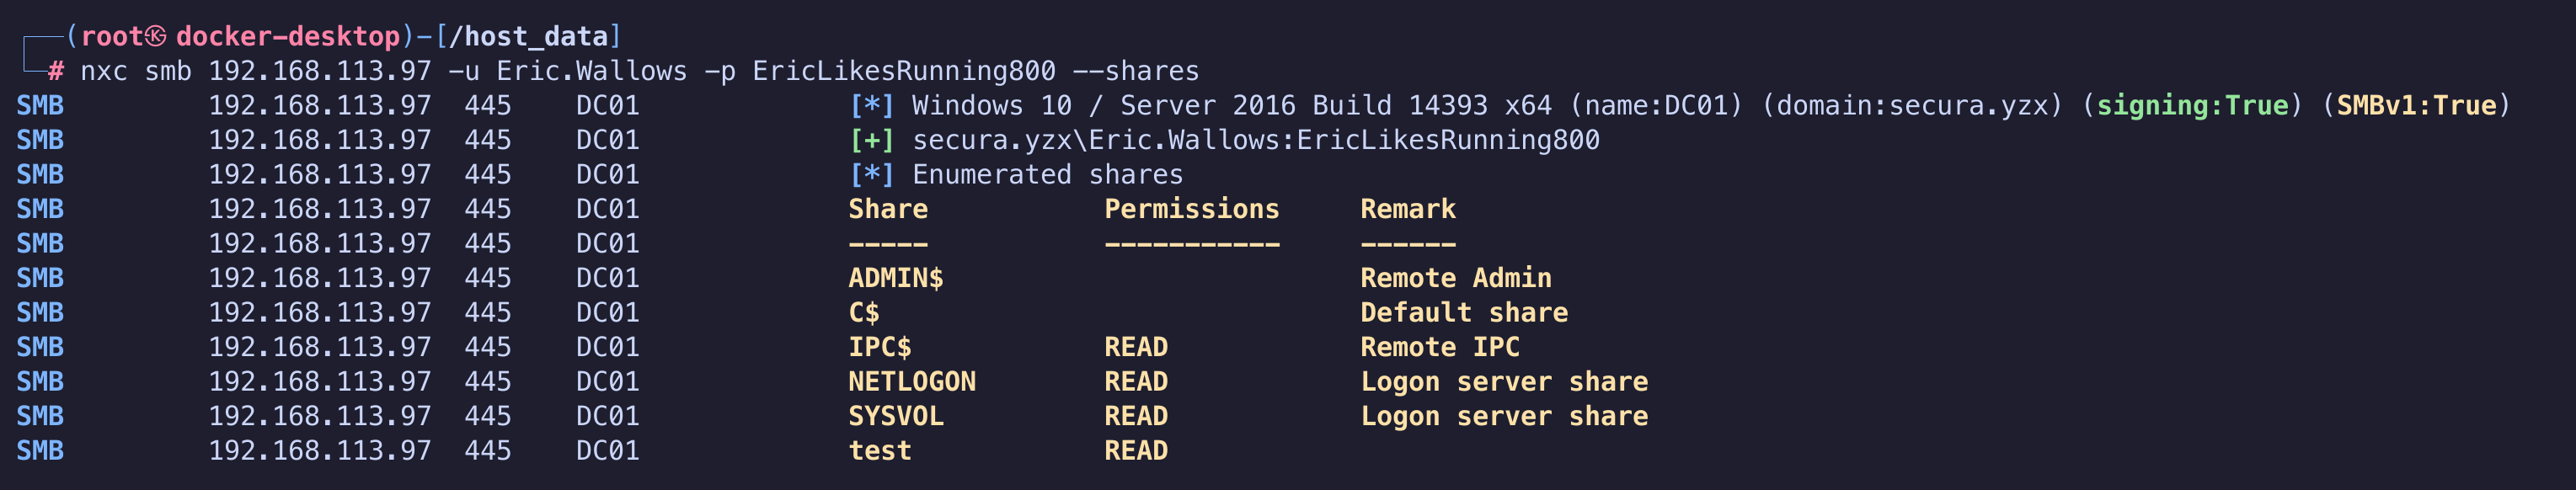 (root㉿ docker-desktop)-[/host_data]
# nxc smb 192.168.113.97 -u Eric.Wallows -p EricLikesRunning800 --shares
SMB 192.168.113.97 445 DC01 [*] Windows 10 / Server 2016 Build 14393 x64 (name:DC01) (domain:secura.yzx) (signing:True) (SMBv1:True)
SMB 192.168.113.97 445 DC01 [+] secura.yzx\Eric.Wallows:EricLikesRunning800
SMB 192.168.113.97 445 DC01 [*] Enumerated shares
SMB 192.168.113.97 445 DC01 Share Permissions Remark
SMB 192.168.113.97 445 DC01 ----- ----------- ------
SMB 192.168.113.97 445 DC01 ADMIN$ Remote Admin
SMB 192.168.113.97 445 DC01 C$ Default share
SMB 192.168.113.97 445 DC01 IPC$ READ Remote IPC
SMB 192.168.113.97 445 DC01 NETLOGON READ Logon server share
SMB 192.168.113.97 445 DC01 SYSVOL READ Logon server share
SMB 192.168.113.97 445 DC01 test READ